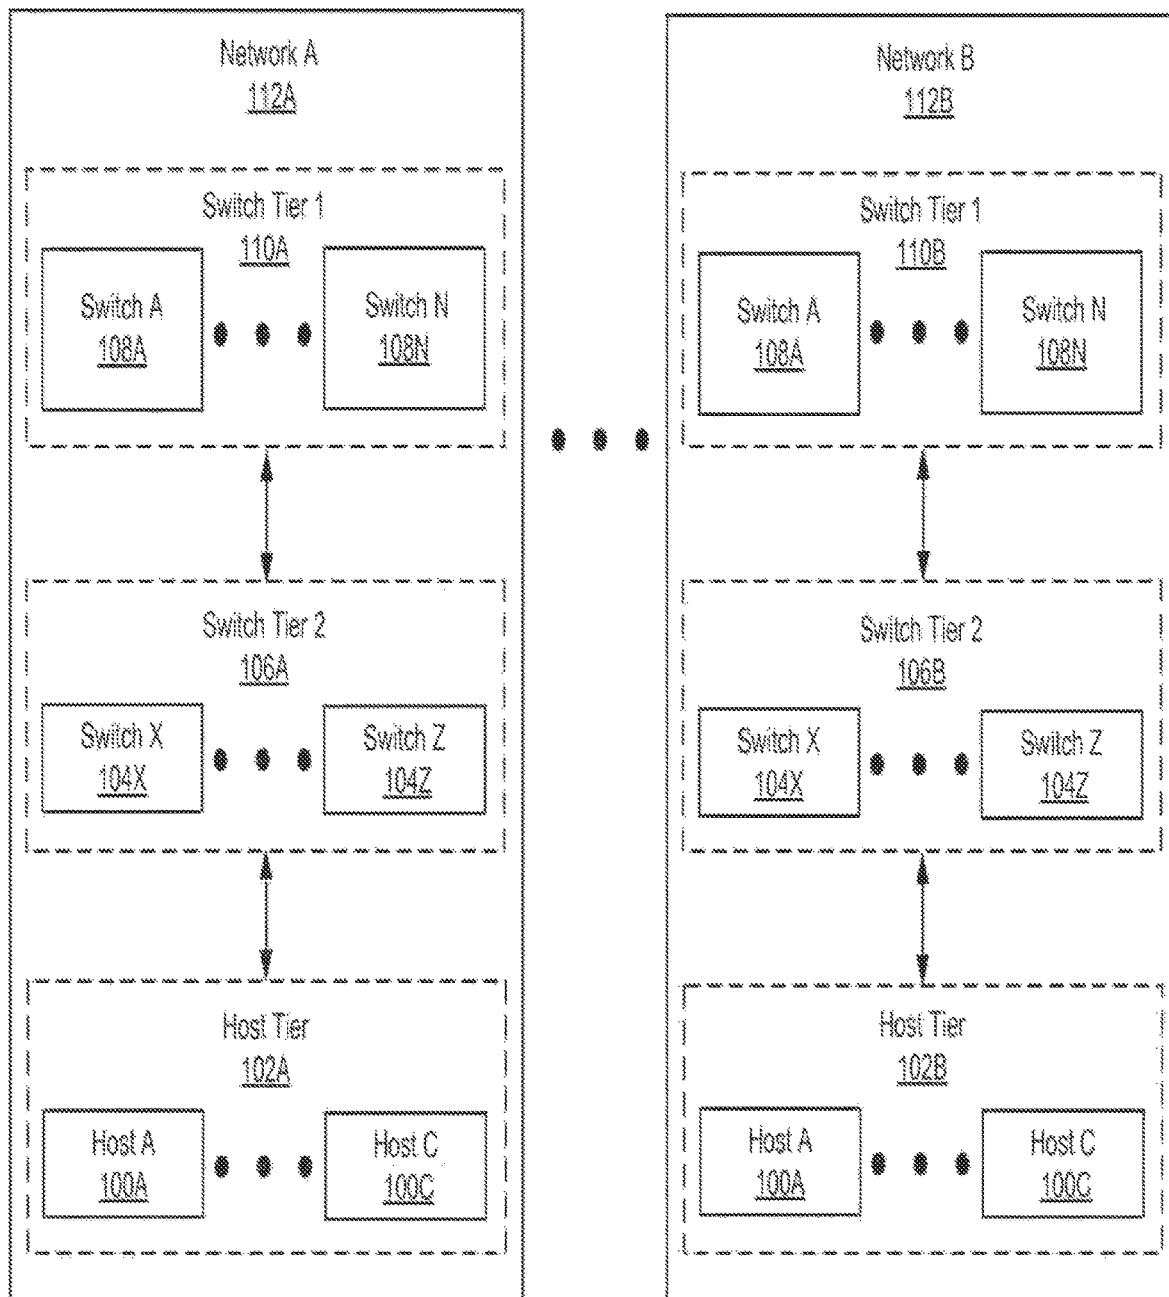 Network A
112A
Switch Tier 1
110A
Switch A
108A
Switch N
108N
Switch Tier 2
106A
Switch X
104X
Switch Z
104Z
Host Tier
102A
Host A
100A
Host C
100C
Network B
112B
Switch Tier 1
110B
Switch A
108A
Switch N
108N
Switch Tier 2
106B
Switch X
104X
Switch Z
104Z
Host Tier
102B
Host A
100A
Host C
100C